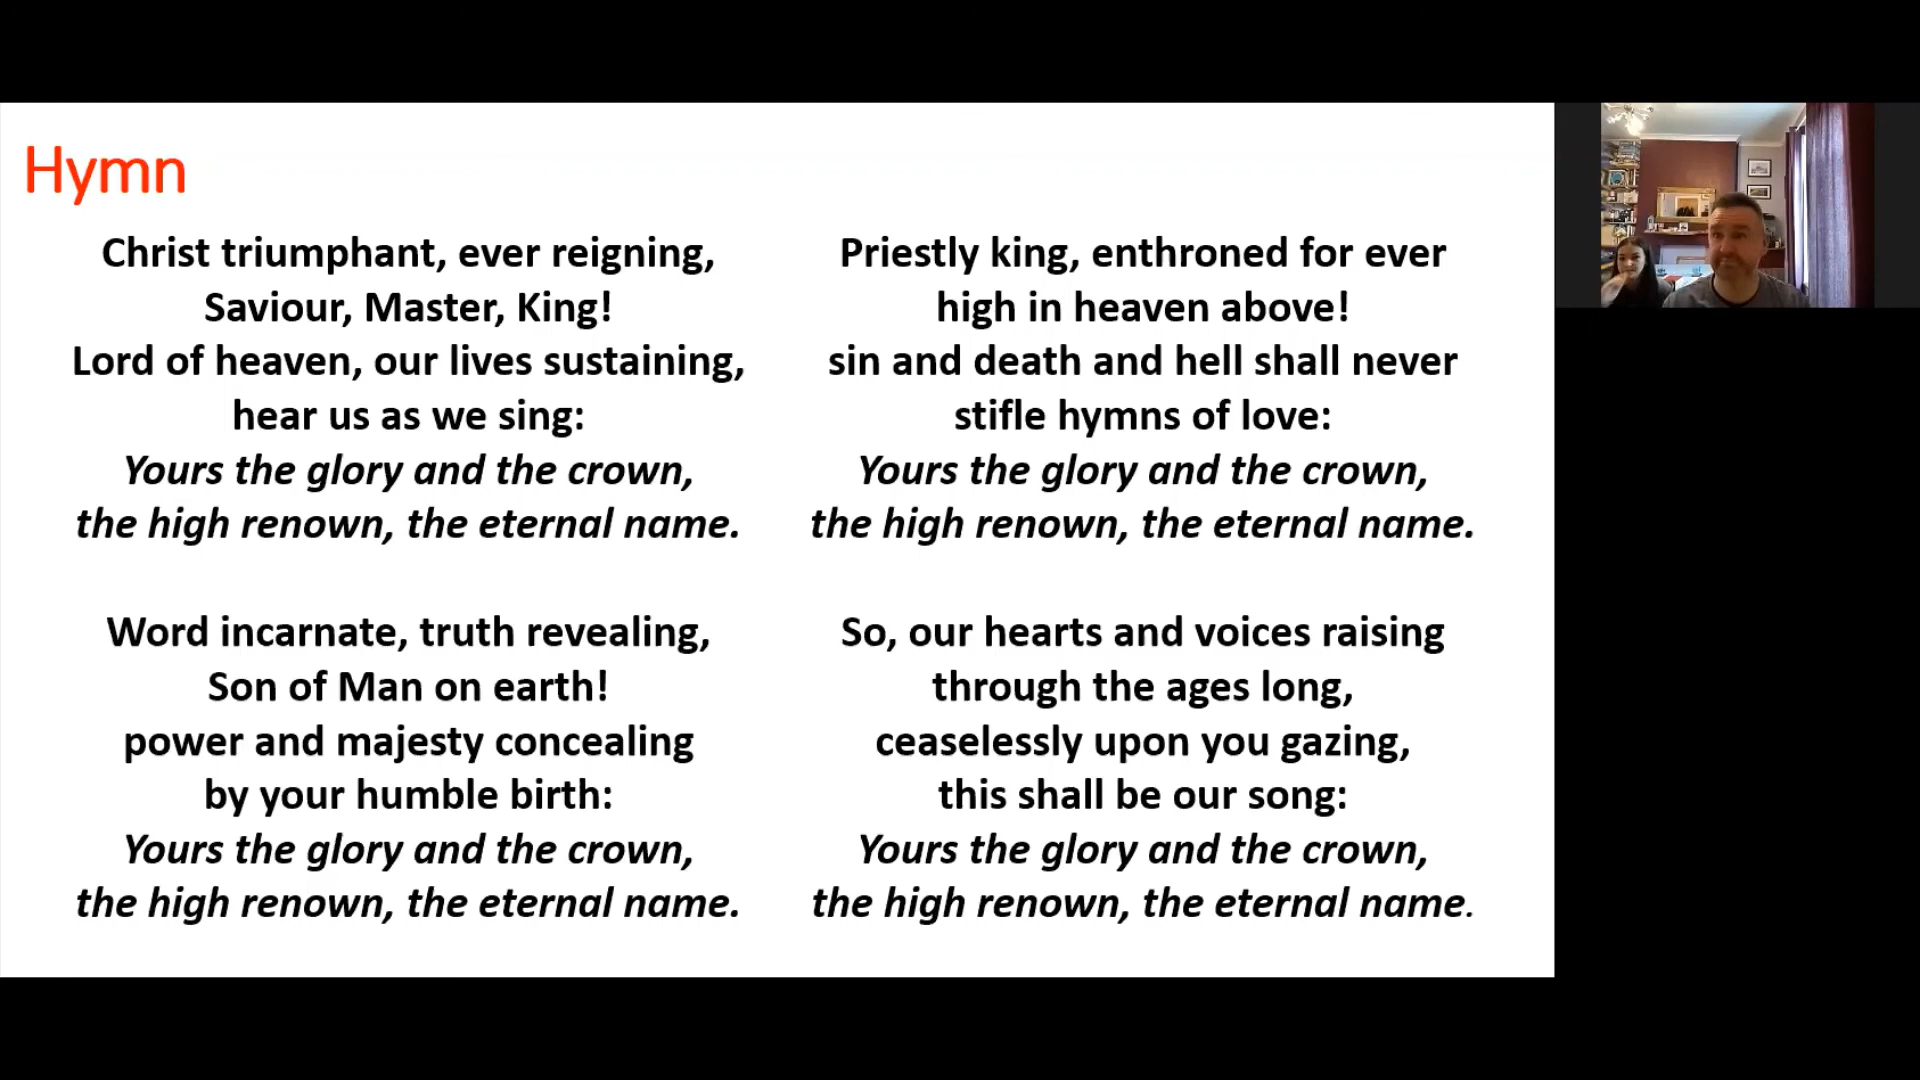 Hymn
Christ triumphant, ever reigning,
Saviour, Master, King!
Lord of heaven, our lives sustaining,
hear us as we sing:
Yours the glory and the crown,
the high renown, the eternal name.
Word incarnate, truth revealing,
Son of Man on earth!
power and majesty concealing
by your humble birth:
Yours the glory and the crown,
the high renown, the eternal name.
Priestly king, enthroned for ever
high in heaven above!
sin and death and hell shall never
stifle hymns of love:
Yours the glory and the crown,
the high renown, the eternal name.
So, our hearts and voices raising
through the ages long,
ceaselessly upon you gazing,
this shall be our song:
Yours the glory and the crown,
the high renown, the eternal name.